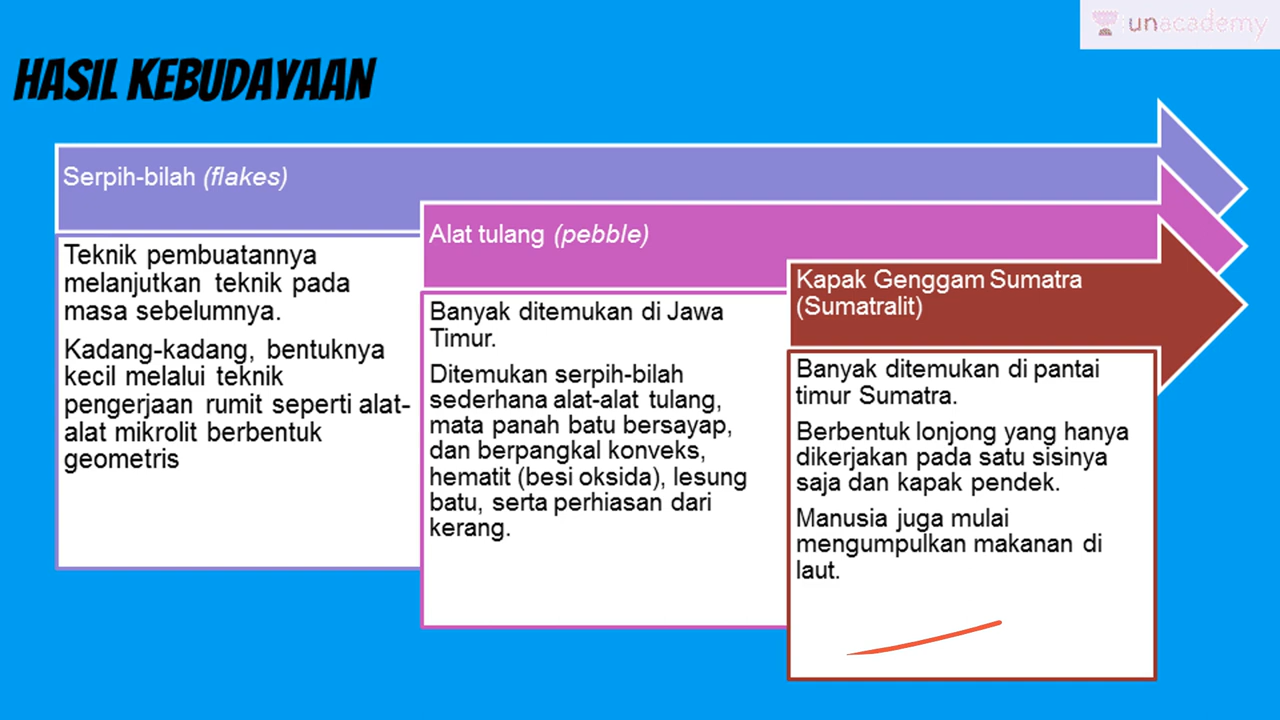 unacademy
HASIL KEBUDAYAAN
Serpih-bilah (flakes)
Teknik pembuatannya
melanjutkan teknik pada
masa sebelumnya.
Kadang-kadang, bentuknya
kecil melalui teknik
pengerjaan rumit seperti alat-
alat mikrolit berbentuk
geometris
Alat tulang (pebble)
Banyak ditemukan di Jawa
Timur.
Ditemukan serpih-bilah
sederhana alat-alat tulang,
mata panah batu bersayap,
dan berpangkal konveks,
hematit (besi oksida), lesung
batu, serta perhiasan dari
kerang.
Kapak Genggam Sumatra
(Sumatralit)
Banyak ditemukan di pantai
timur Sumatra.
Berbentuk lonjong yang hanya
dikerjakan pada satu sisinya
saja dan kapak pendek.
Manusia juga mulai
mengumpulkan makanan di
laut.